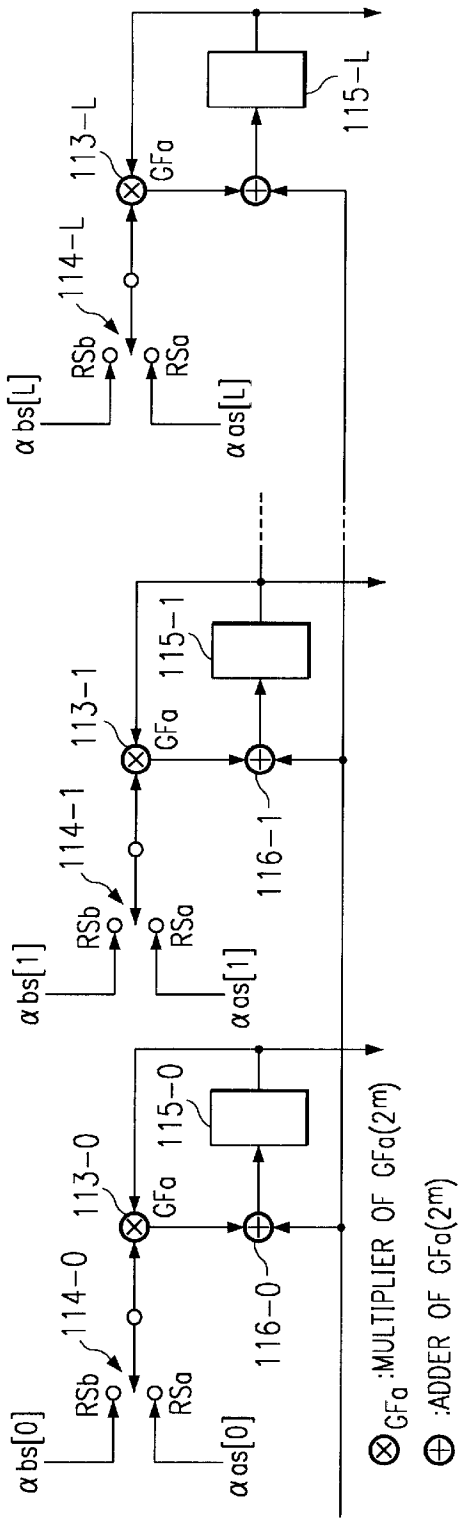 αbs[0]
RSb
RSa
αas[0]
114-0
113-0
GFa
115-0
116-0
αbs[1]
RSb
RSa
αas[1]
114-1
113-1
GFa
115-1
116-1
αbs[L]
RSb
RSa
αas[L]
114-L
113-L
GFa
115-L
⊗GFa :MULTIPLIER OF GFa(2ᵐ)
⊕ :ADDER OF GFa(2ᵐ)